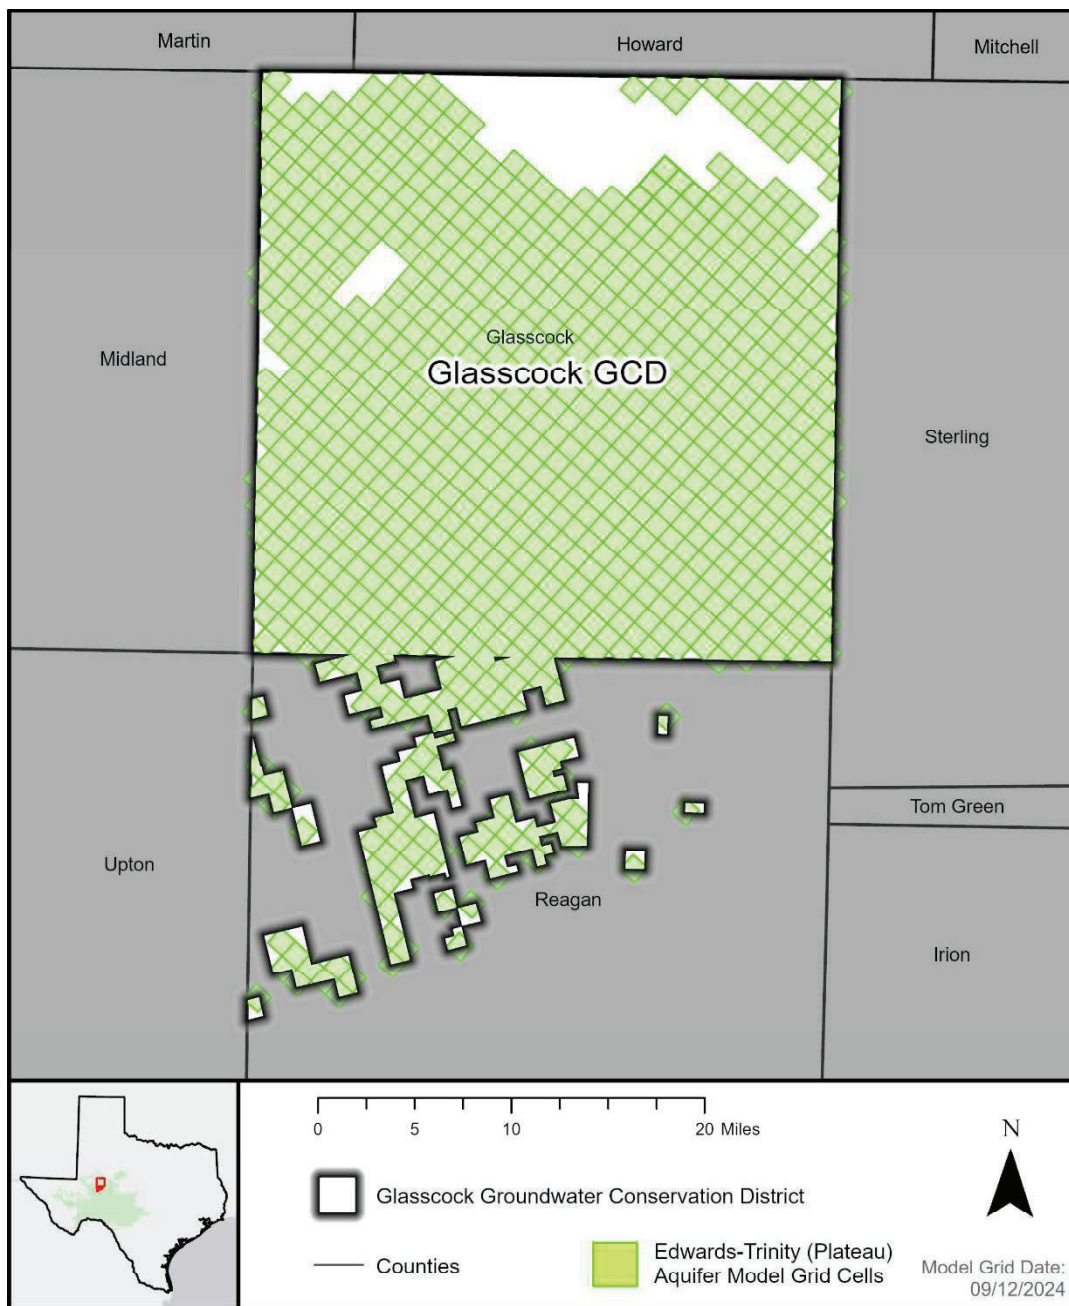 Martin
Howard
Mitchell
Glasscock
Glasscock GCD
Midland
Sterling
Tom Green
Upton
Reagan
Irion
0 5 10 20 Miles
N
Glasscock Groundwater Conservation District
Counties
Edwards-Trinity (Plateau)
Aquifer Model Grid Cells
Model Grid Date:
09/12/2024